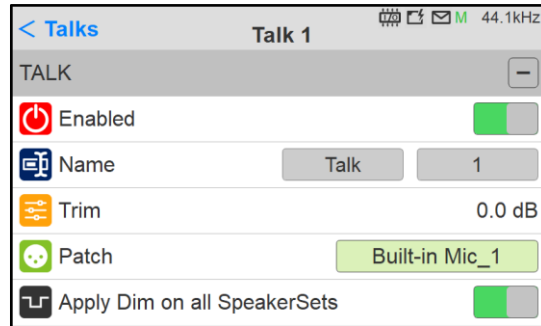 < Talks
Talk 1
M 44.1kHz
TALK
Enabled
Name Talk 1
Trim 0.0 dB
Patch Built-in Mic_1
Apply Dim on all SpeakerSets